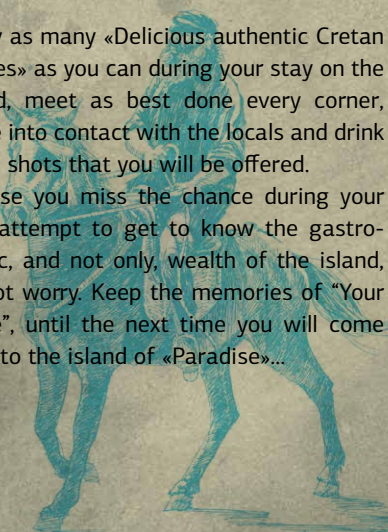 as many «Delicious authentic Cretan
es» as you can during your stay on the
meet as best done every corner,
into contact with the locals and drink
shots that you will be offered.
se you miss the chance during your
attempt to get to know the gastro-
c, and not only, wealth of the island,
ot worry. Keep the memories of “Your
”, until the next time you will come
to the island of «Paradise»...